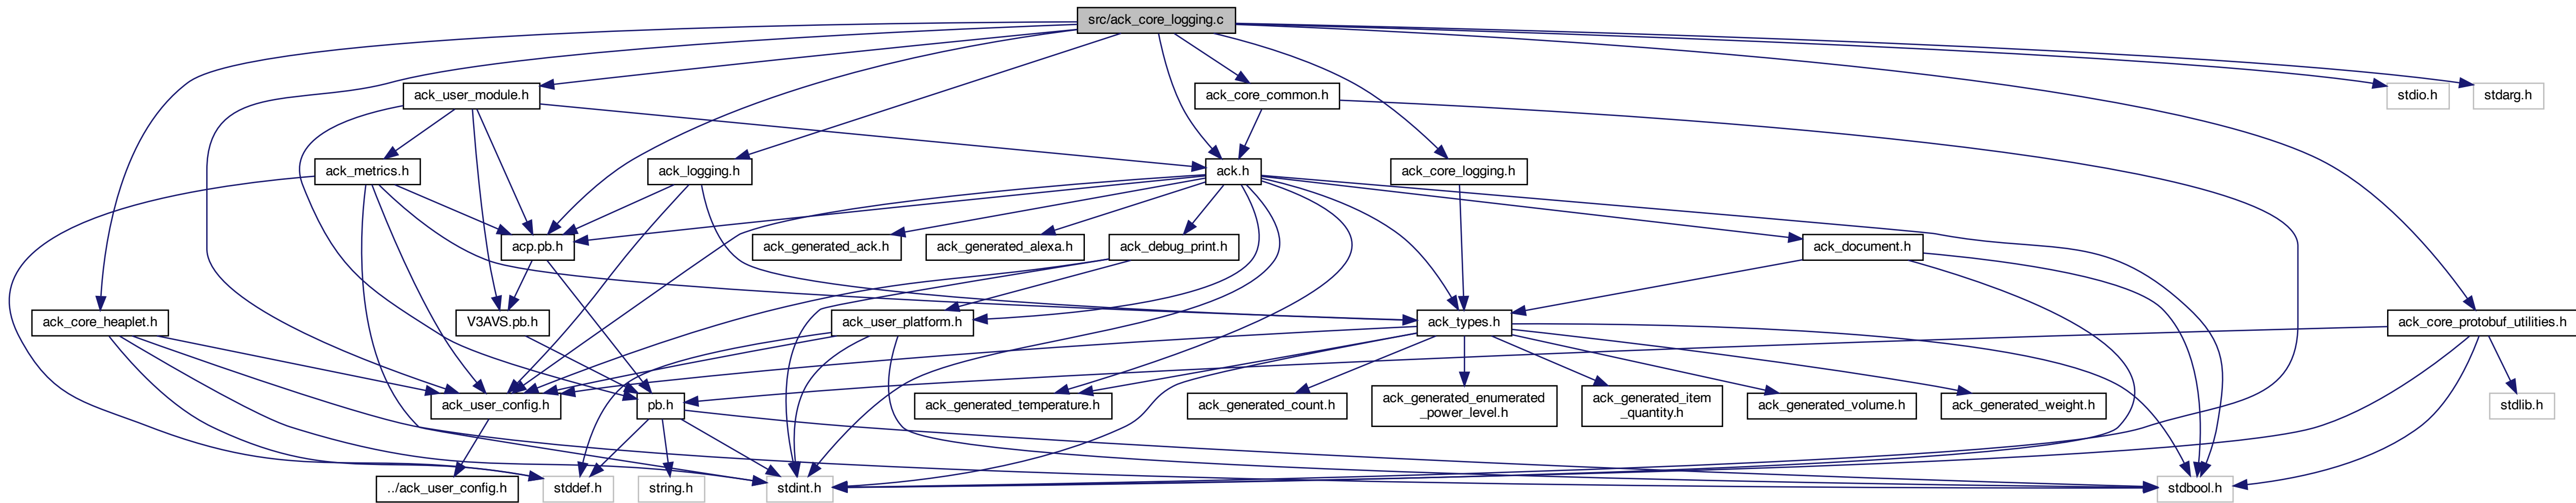 src/ack_core_logging.c
ack_user_module.h
ack_core_common.h
stdio.h
stdarg.h
ack_metrics.h
ack_logging.h
ack.h
ack_core_logging.h
acp.pb.h
ack_generated_ack.h
ack_generated_alexa.h
ack_debug_print.h
ack_document.h
ack_core_heaplet.h
V3AVS.pb.h
ack_user_platform.h
ack_types.h
ack_core_protobuf_utilities.h
ack_user_config.h
pb.h
ack_generated_temperature.h
ack_generated_count.h
ack_generated_enumerated
_power_level.h
ack_generated_item
_quantity.h
ack_generated_volume.h
ack_generated_weight.h
stdlib.h
../ack_user_config.h
stddef.h
string.h
stdint.h
stdbool.h